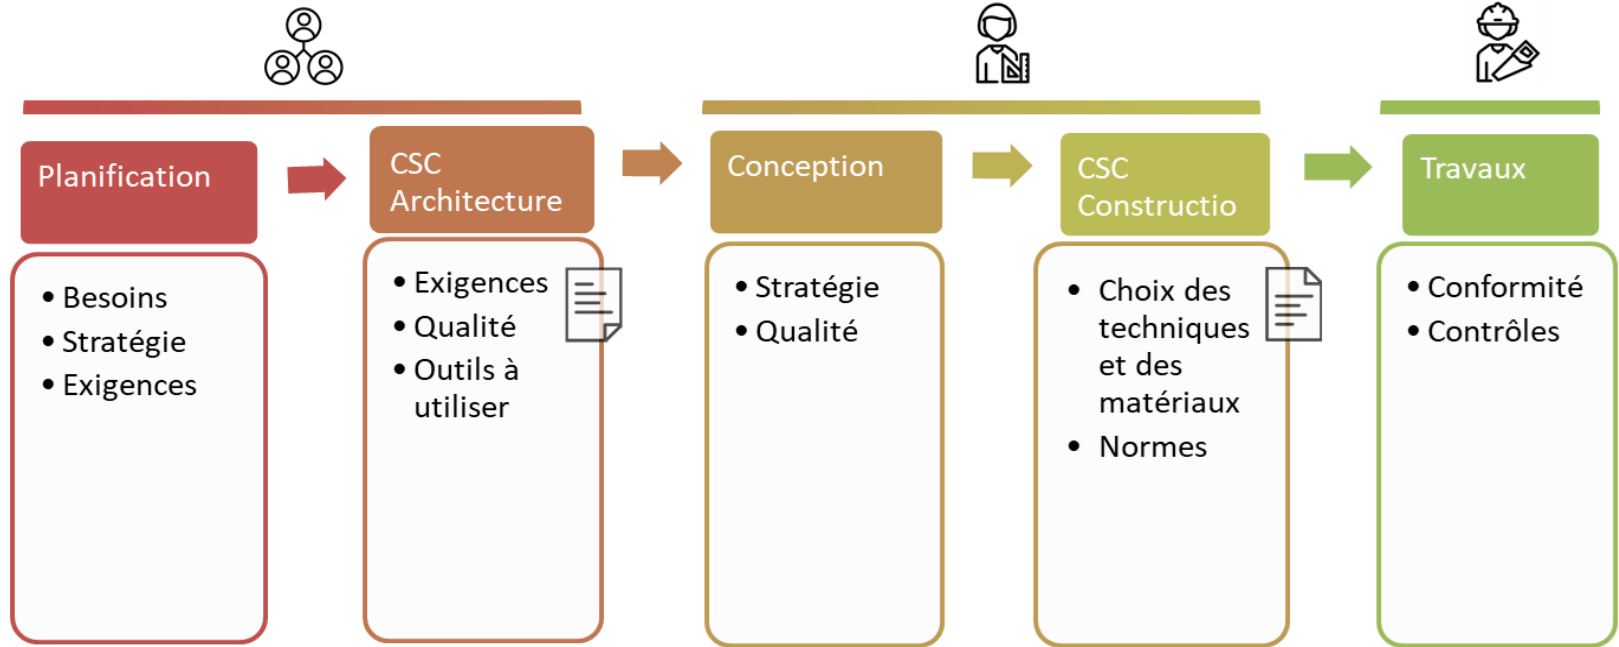 Planification
• Besoins
• Stratégie
• Exigences
CSC
Architecture
• Exigences
• Qualité
• Outils à
utiliser
Conception
• Stratégie
• Qualité
CSC
Constructio
• Choix des
techniques
et des
matériaux
• Normes
Travaux
• Conformité
• Contrôles